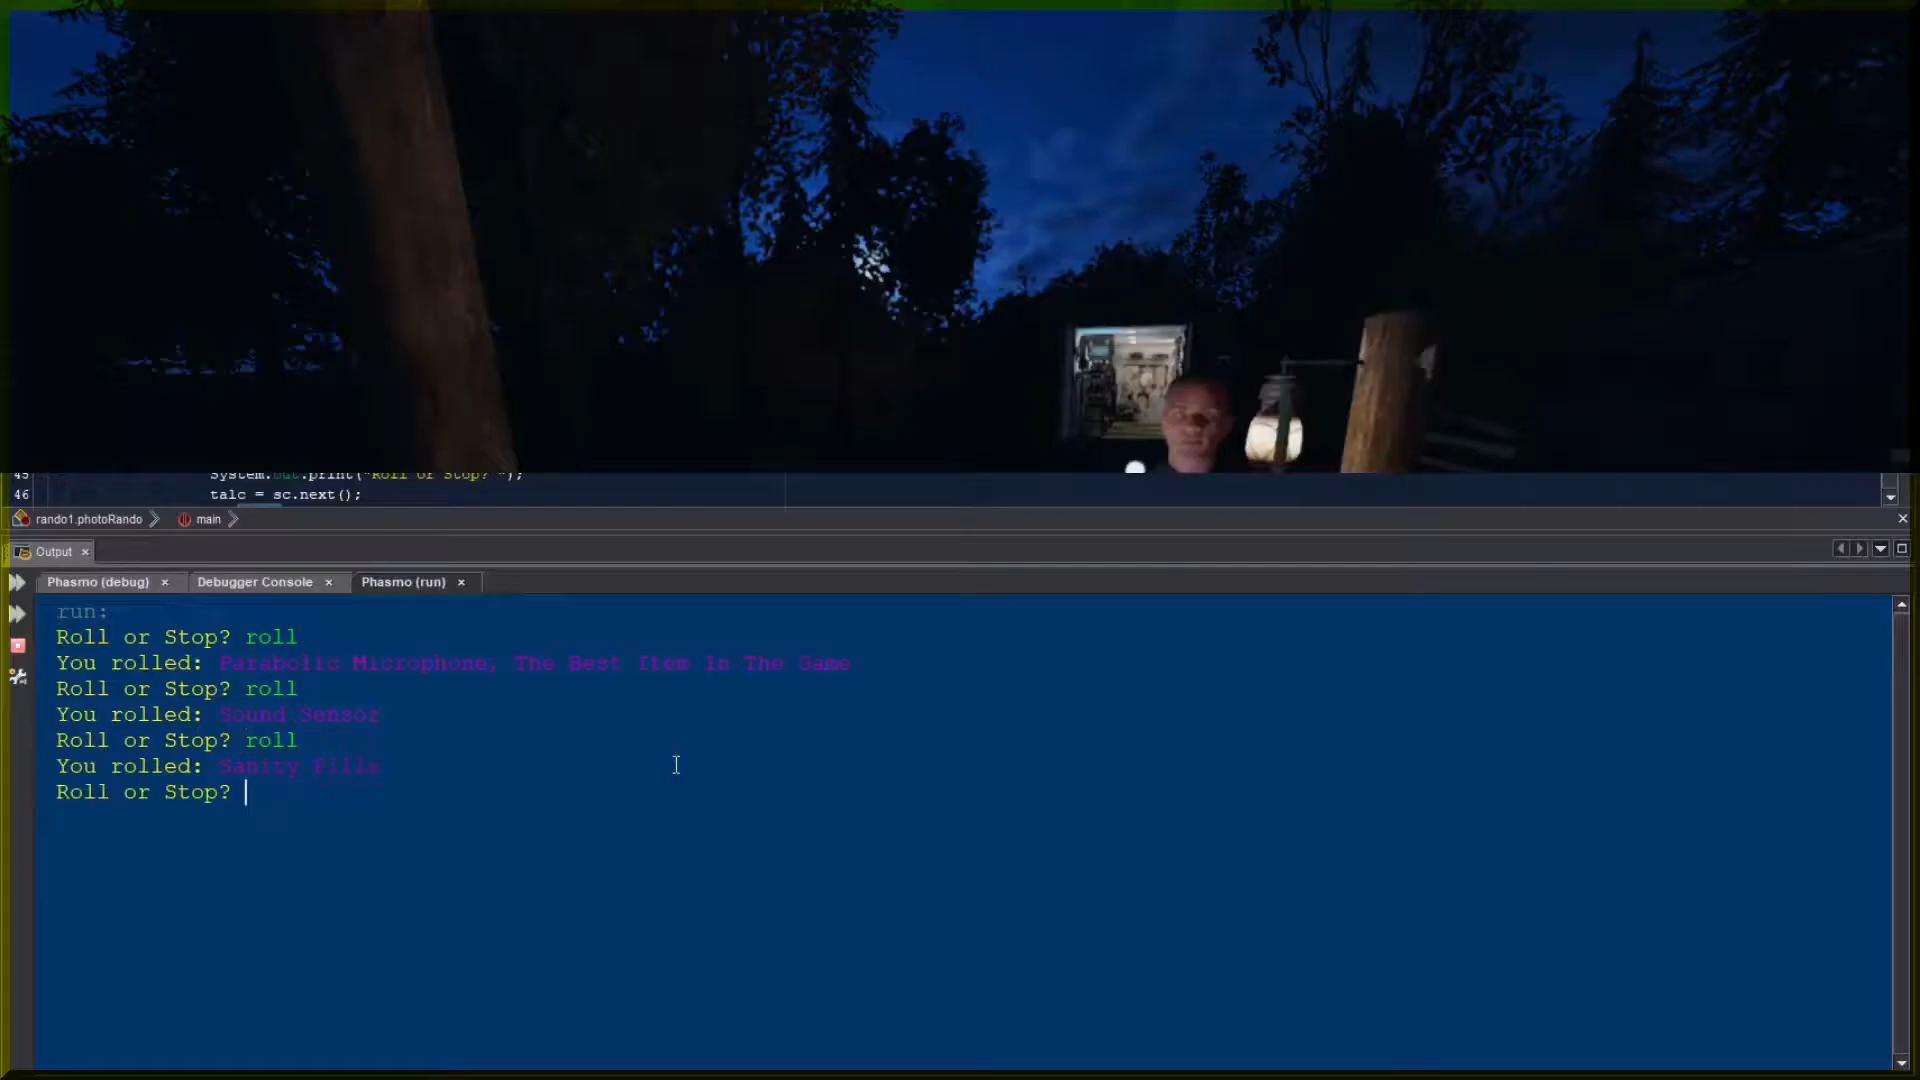 45 System.out.print("Roll or Stop? ");
46 talc = sc.next();
rando1.photoRando main
Output
Phasmo (debug) Debugger Console Phasmo (run)
run:
Roll or Stop? roll
You rolled: Parabolic Microphone, The Best Item In The Game
Roll or Stop? roll
You rolled: Sound Sensor
Roll or Stop? roll
You rolled: Sanity Pills
Roll or Stop?